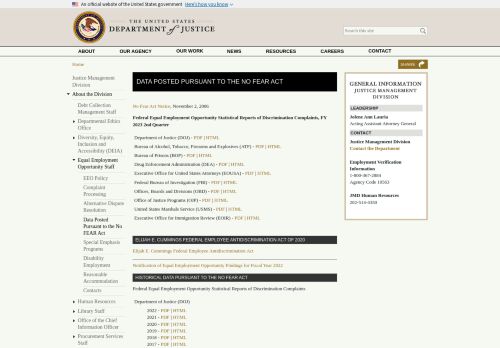 An official website of the United States government Here's how you know
THE UNITED STATES
DEPARTMENT of JUSTICE
Search this site
ABOUT OUR AGENCY OUR WORK NEWS RESOURCES CAREERS CONTACT
Home
SHARE
Justice Management
Division
About the Division
Debt Collection
Management Staff
Departmental Ethics
Office
Diversity, Equity,
Inclusion and
Accessibility (DEIA)
Equal Employment
Opportunity Staff
EEO Policy
Complaint
Processing
Alternative Dispute
Resolution
Data Posted
Pursuant to the No
FEAR Act
Special Emphasis
Programs
Disability
Employment
Reasonable
Accommodation
Contacts
Human Resources
Library Staff
Office of the Chief
Information Officer
Procurement Services
Staff
DATA POSTED PURSUANT TO THE NO FEAR ACT
No Fear Act Notice, November 2, 2006
Federal Equal Employment Opportunity Statistical Reports of Discrimination Complaints, FY
2023 2nd Quarter
Department of Justice (DOJ) - PDF | HTML
Bureau of Alcohol, Tobacco, Firearms and Explosives (ATF) - PDF | HTML
Bureau of Prisons (BOP) - PDF | HTML
Drug Enforcement Administration (DEA) - PDF | HTML
Executive Office for United States Attorneys (EOUSA) - PDF | HTML
Federal Bureau of Investigation (FBI) - PDF | HTML
Offices, Boards and Divisions (OBD) - PDF | HTML
Office of Justice Programs (OJP) - PDF | HTML
United States Marshals Service (USMS) - PDF | HTML
Executive Office for Immigration Review (EOIR) - PDF | HTML
ELIJAH E. CUMMINGS FEDERAL EMPLOYEE ANTIDISCRIMINATION ACT OF 2020
Elijah E. Cummings Federal Employee Antidiscrimination Act
Notification of Equal Employment Opportunity Findings for Fiscal Year 2022
HISTORICAL DATA PURSUANT TO THE NO FEAR ACT
Federal Equal Employment Opportunity Statistical Reports of Discrimination Complaints
Department of Justice (DOJ)
2022 - PDF | HTML
2021 - PDF | HTML
2020 - PDF | HTML
2019 - PDF | HTML
2018 - PDF | HTML
2017 - PDF | HTML
GENERAL INFORMATION
JUSTICE MANAGEMENT
DIVISION
LEADERSHIP
Jolene Ann Lauria
Acting Assistant Attorney General
CONTACT
Justice Management Division
Contact the Department
Employment Verification
Information
1-800-367-2884
Agency Code 10563
JMD Human Resources
202-514-4350